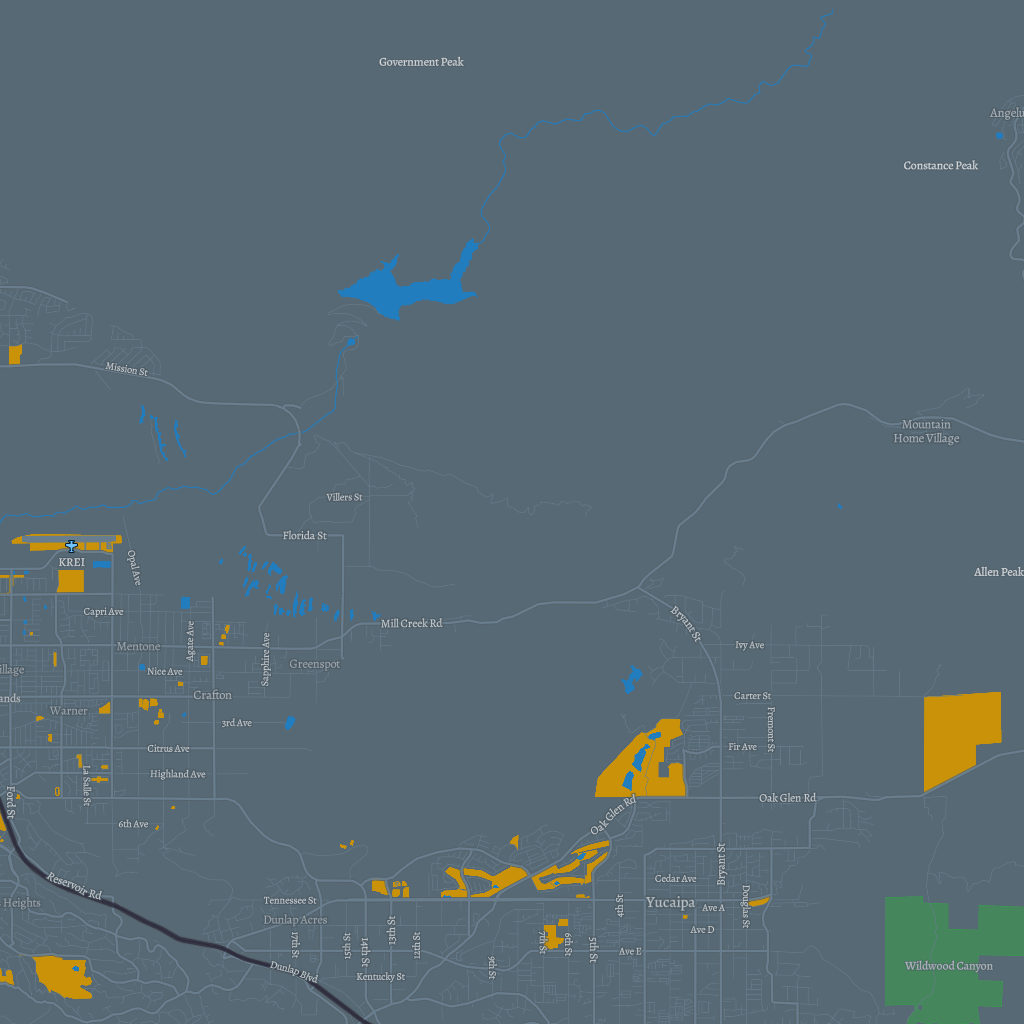 Government Peak
Angelu
Constance Peak
Mission St
Mountain
Home Village
Villers St
Florida St
KREI
Opal Ave
Allen Peak
Capri Ave
Mill Creek Rd
Bryant St
Mentone
Agate Ave
Sapphire Ave
Ivy Ave
Greenspot
illage
Nice Ave
Crafton
Carter St
ands
Warner
3rd Ave
Fremont St
Citrus Ave
Fir Ave
La Salle St
Highland Ave
Ford St
Oak Glen Rd
Oak Glen Rd
6th Ave
Bryant St
Reservoir Rd
Cedar Ave
s Heights
Tennessee St
4th St
Yucaipa
Ave A
Douglas St
Dunlap Acres
17th St
15th St
14th St
13th St
12th St
7th St
6th St
5th St
Ave D
Ave E
9th St
Dunlap Blvd
Kentucky St
Wildwood Canyon